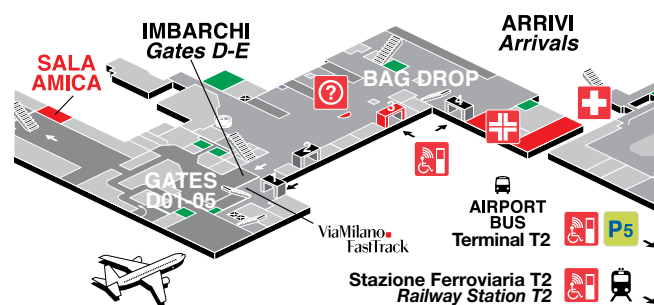 IMBARCHI
Gates D-E
ARRIVI
Arrivals
SALA
AMICA
BAG DROP
?
3
4
2
1
GATES
D01-05
ViaMilano
FastTrack
AIRPORT
BUS
Terminal T2
P5
Stazione Ferroviaria T2
Railway Station T2